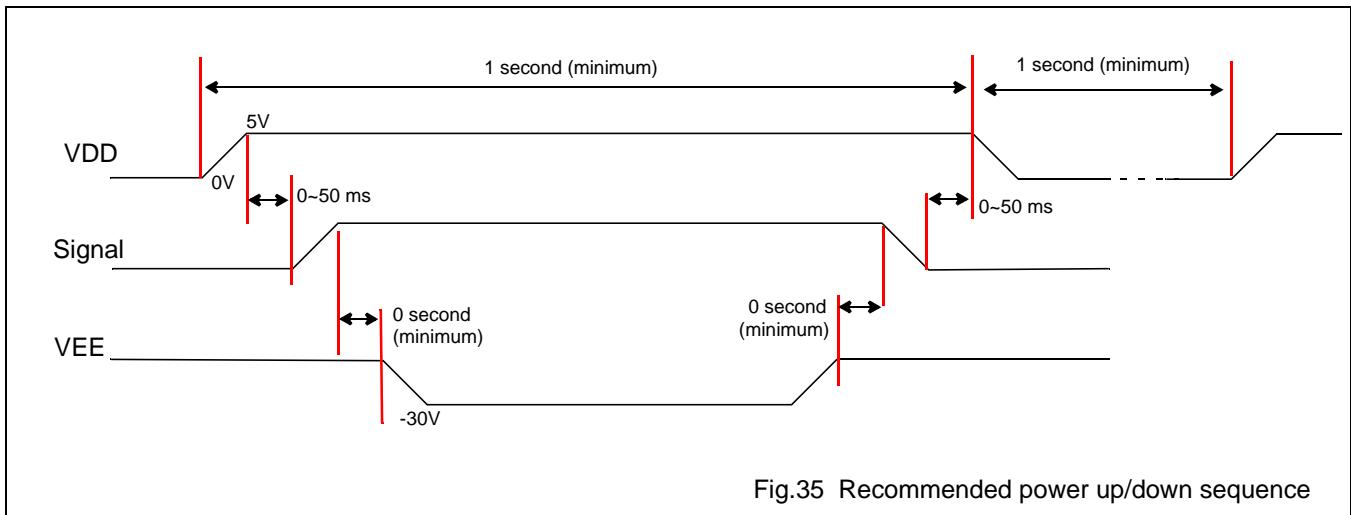 1 second (minimum)
1 second (minimum)
5V
VDD
0V
0~50 ms
0~50 ms
Signal
0 second
(minimum)
0 second
(minimum)
VEE
-30V
Fig.35 Recommended power up/down sequence